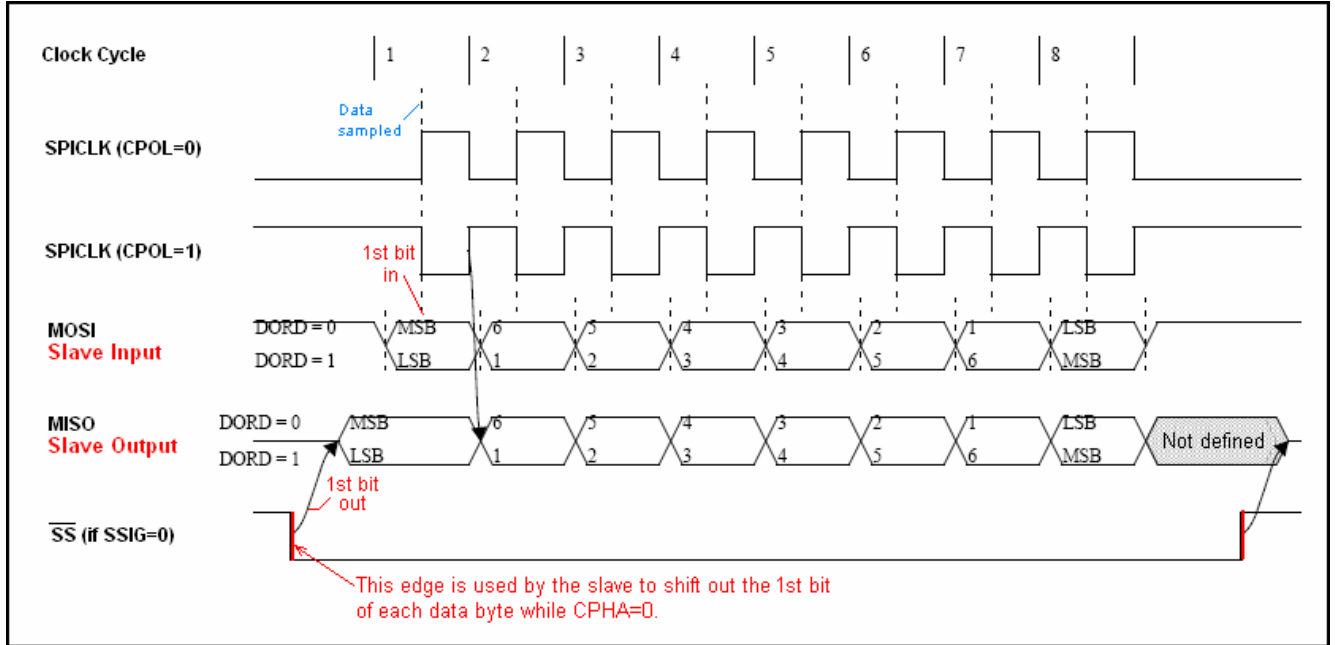 Clock Cycle 1 2 3 4 5 6 7 8
Data
sampled
SPICLK (CPOL=0)
SPICLK (CPOL=1)
1st bit
in
MOSI DORD = 0 MSB 6 5 4 3 2 1 LSB
Slave Input DORD = 1 LSB 1 2 3 4 5 6 MSB
MISO DORD = 0 MSB 6 5 4 3 2 1 LSB
Slave Output DORD = 1 LSB 1 2 3 4 5 6 MSB
Not defined
1st bit
out
SS (if SSIG=0)
This edge is used by the slave to shift out the 1st bit
of each data byte while CPHA=0.